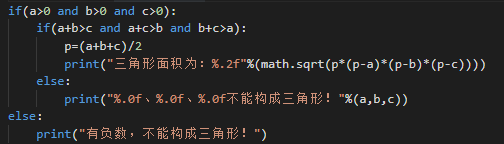 if(a>0 and b>0 and c>0):
    if(a+b>c and a+c>b and b+c>a):
        p=(a+b+c)/2
        print("三角形面积为：%.2f"%(math.sqrt(p*(p-a)*(p-b)*(p-c))))
    else:
        print("%.0f、%.0f、%.0f不能构成三角形！"%(a,b,c))
else:
    print("有负数，不能构成三角形！")